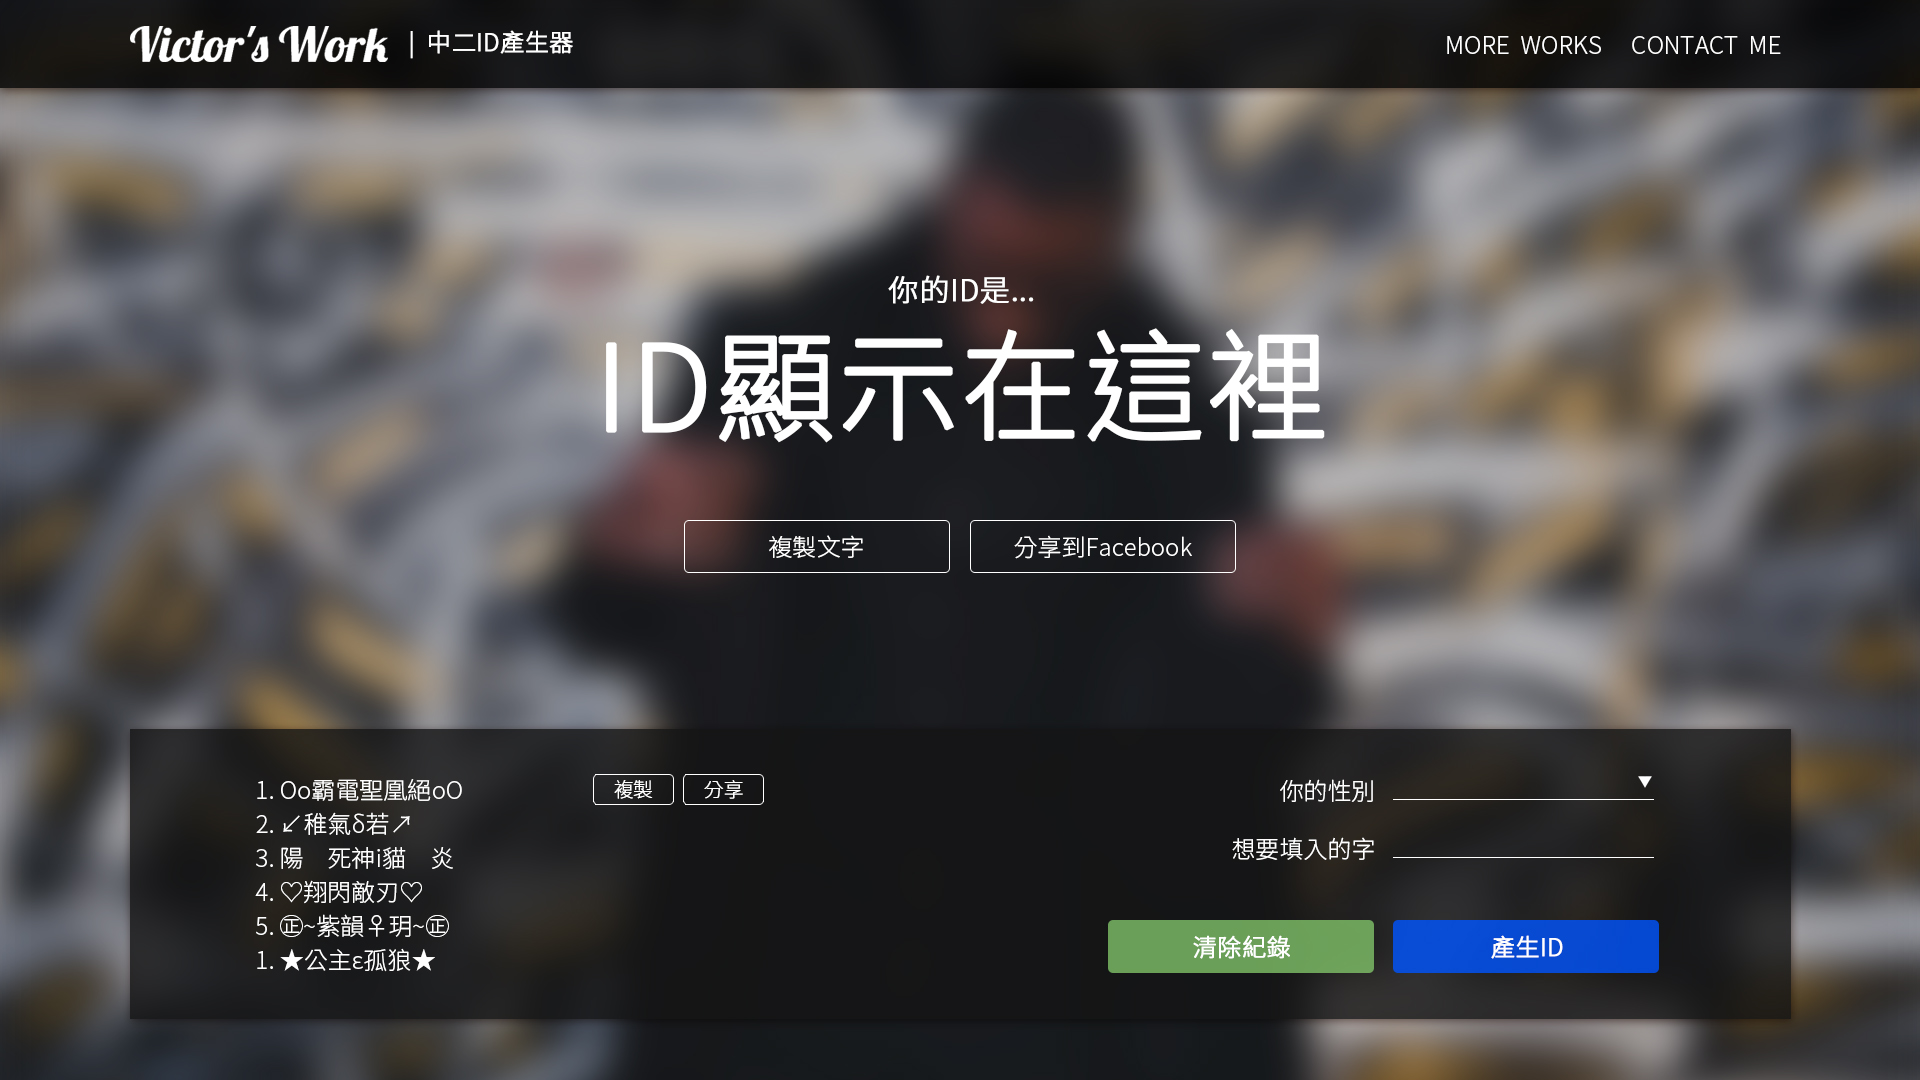 Victor's Work | 中二ID產生器
MORE WORKS CONTACT ME
你的ID是...
ID顯示在這裡
複製文字 分享到Facebook
1. Oo霸電聖凰絕oO 複製 分享
2. ↙稚氣δ若↗
3. 陽　死神i貓　炎
4. ♡翔閃敵刃♡
5. ㊣~紫韻♀玥~㊣
1. ★公主ε孤狼★
你的性別 ▼
想要填入的字
清除紀錄 產生ID